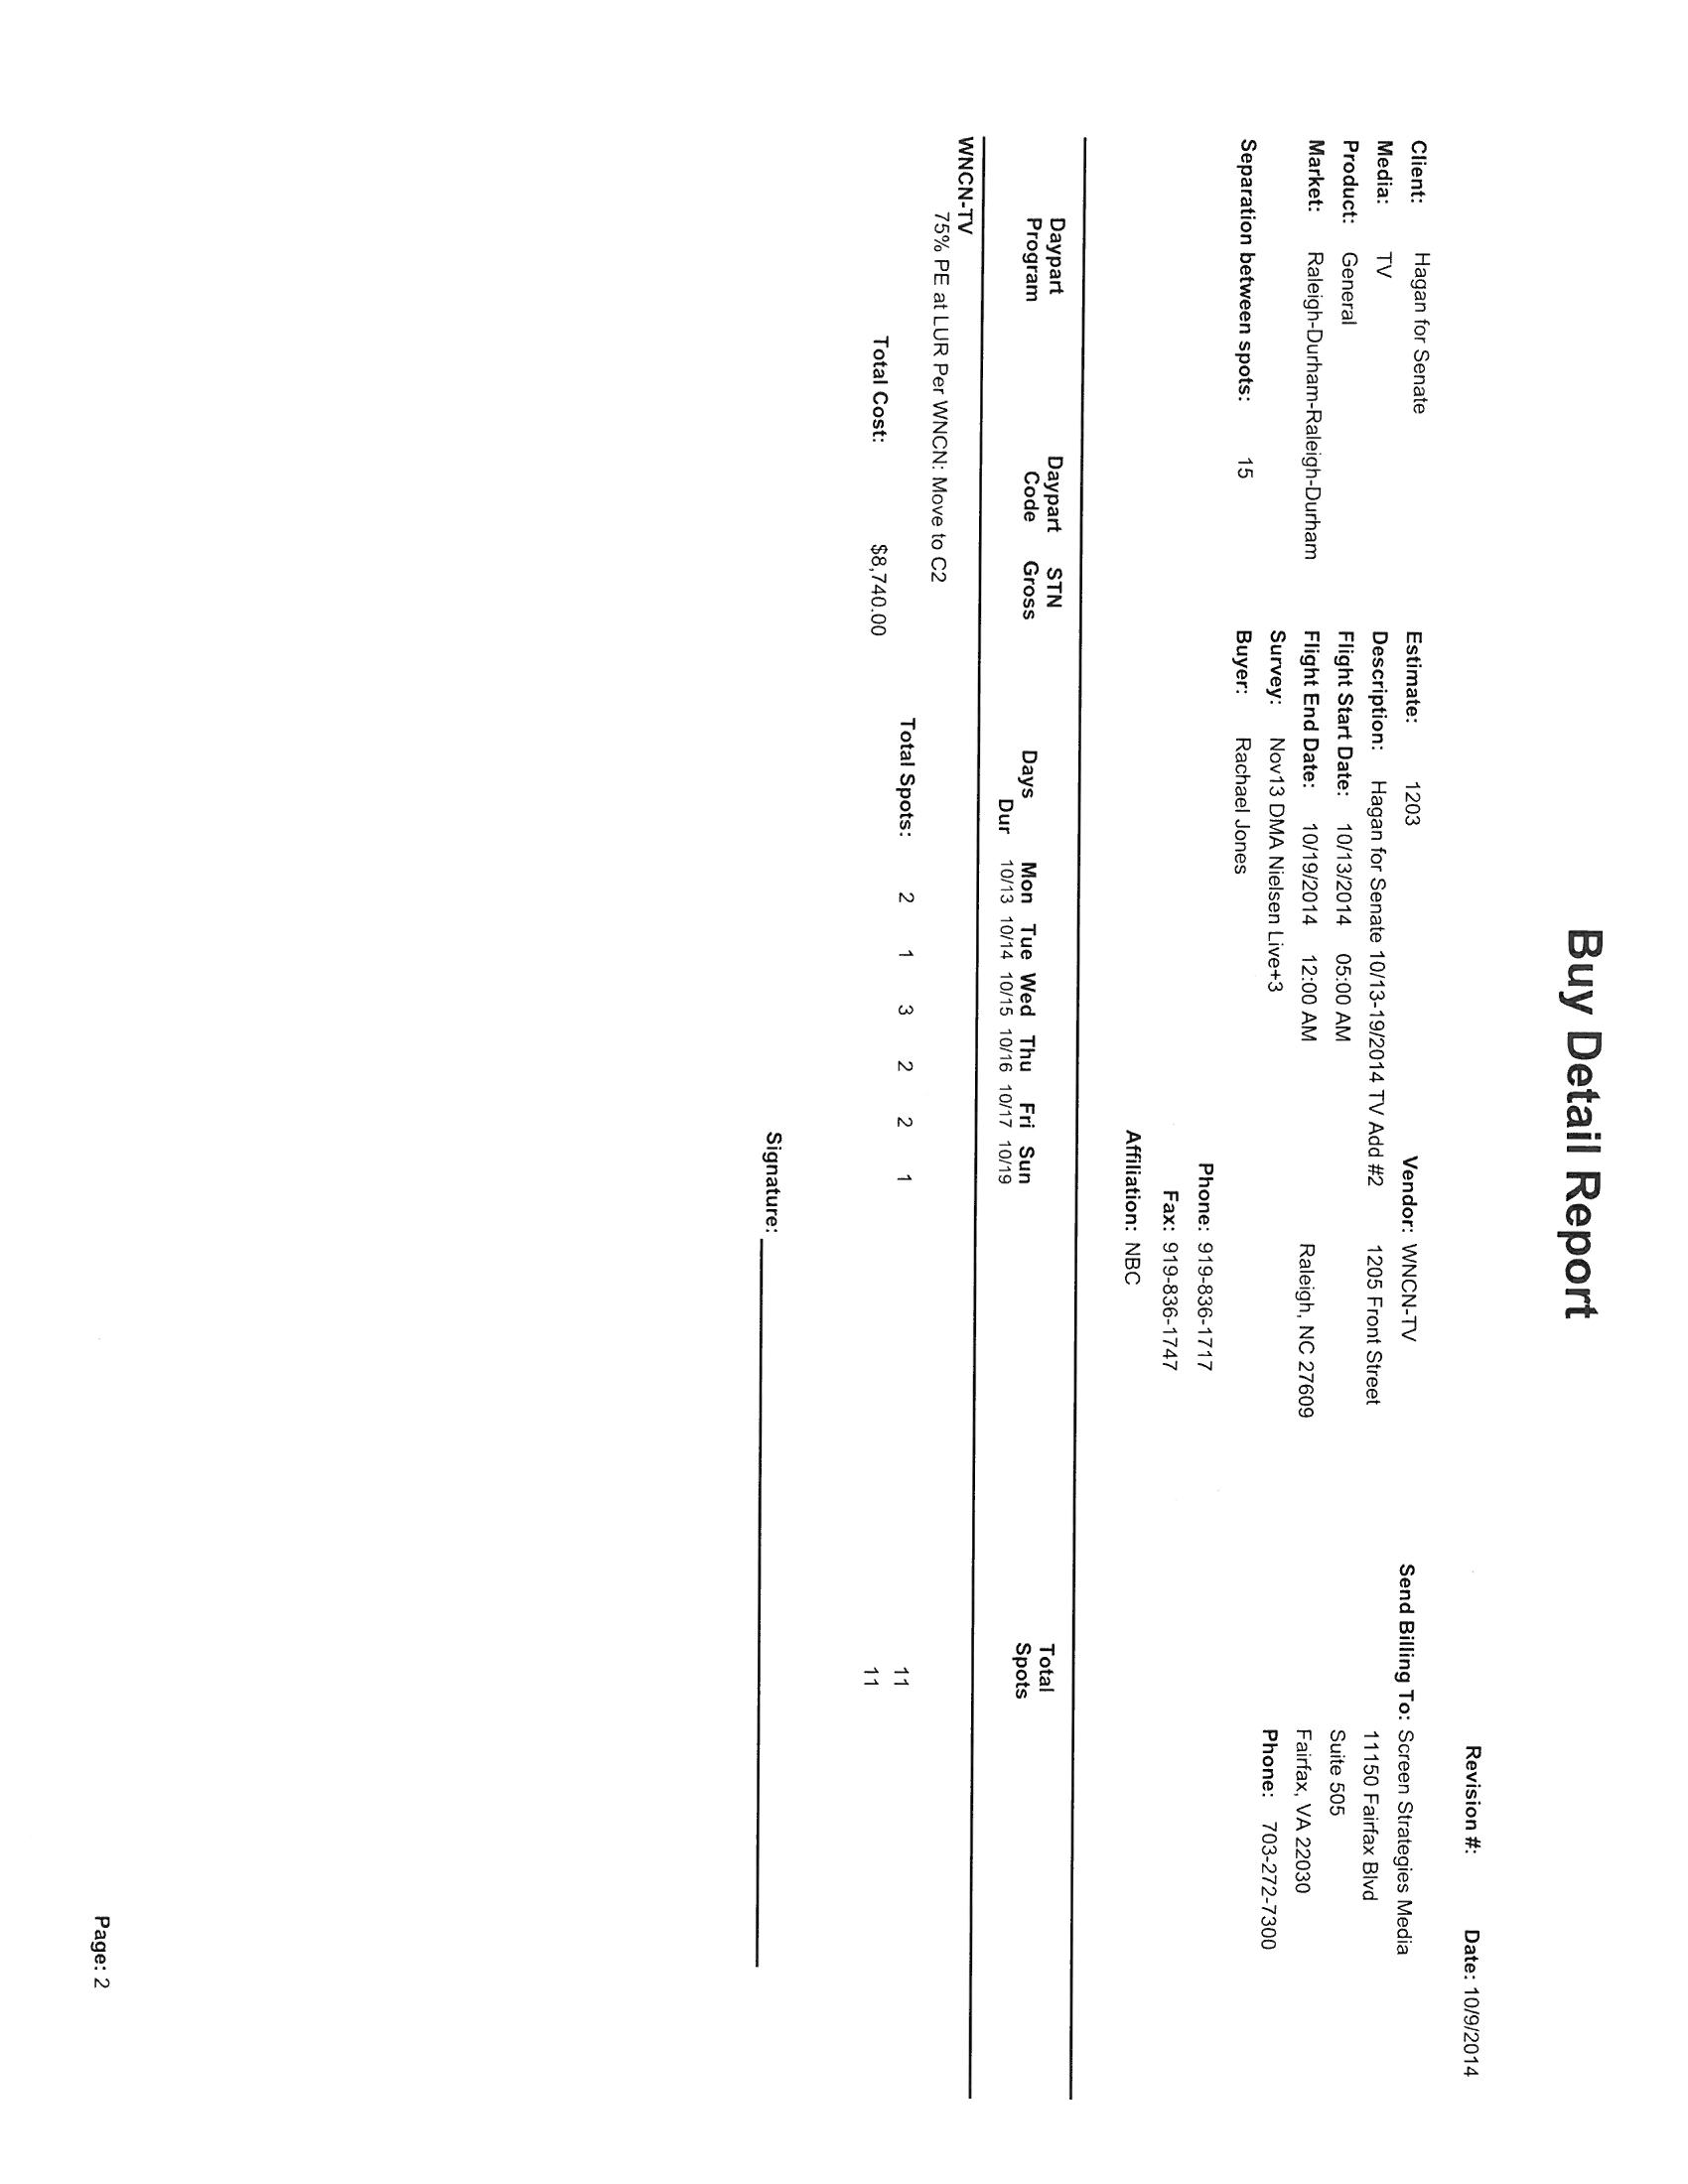 Buy Detail Report
Revision #: Date: 10/9/2014
Client: Hagan for Senate Estimate: 1203 Vendor: WNCN-TV Send Billing To: Screen Strategies Media
Media: TV Description: Hagan for Senate 10/13-19/2014 TV Add #2 1205 Front Street 11150 Fairfax Blvd
Product: General Flight Start Date: 10/13/2014 05:00 AM Suite 505
Market: Raleigh-Durham-Raleigh-Durham Flight End Date: 10/19/2014 12:00 AM Raleigh, NC 27609 Fairfax, VA 22030
Survey: Nov13 DMA Nielsen Live+3 Phone: 703-272-7300
Separation between spots: 15 Buyer: Rachael Jones
Phone: 919-836-1717
Fax: 919-836-1747
Affiliation: NBC
Daypart Daypart STN Total
Program Code Gross Days Mon Tue Wed Thu Fri Sun Spots
Dur 10/13 10/14 10/15 10/16 10/17 10/19
WNCN-TV
75% PE at LUR Per WNCN: Move to C2
Total Spots: 2 1 3 2 2 1 11
Total Cost: $8,740.00 11
Signature:
Page: 2